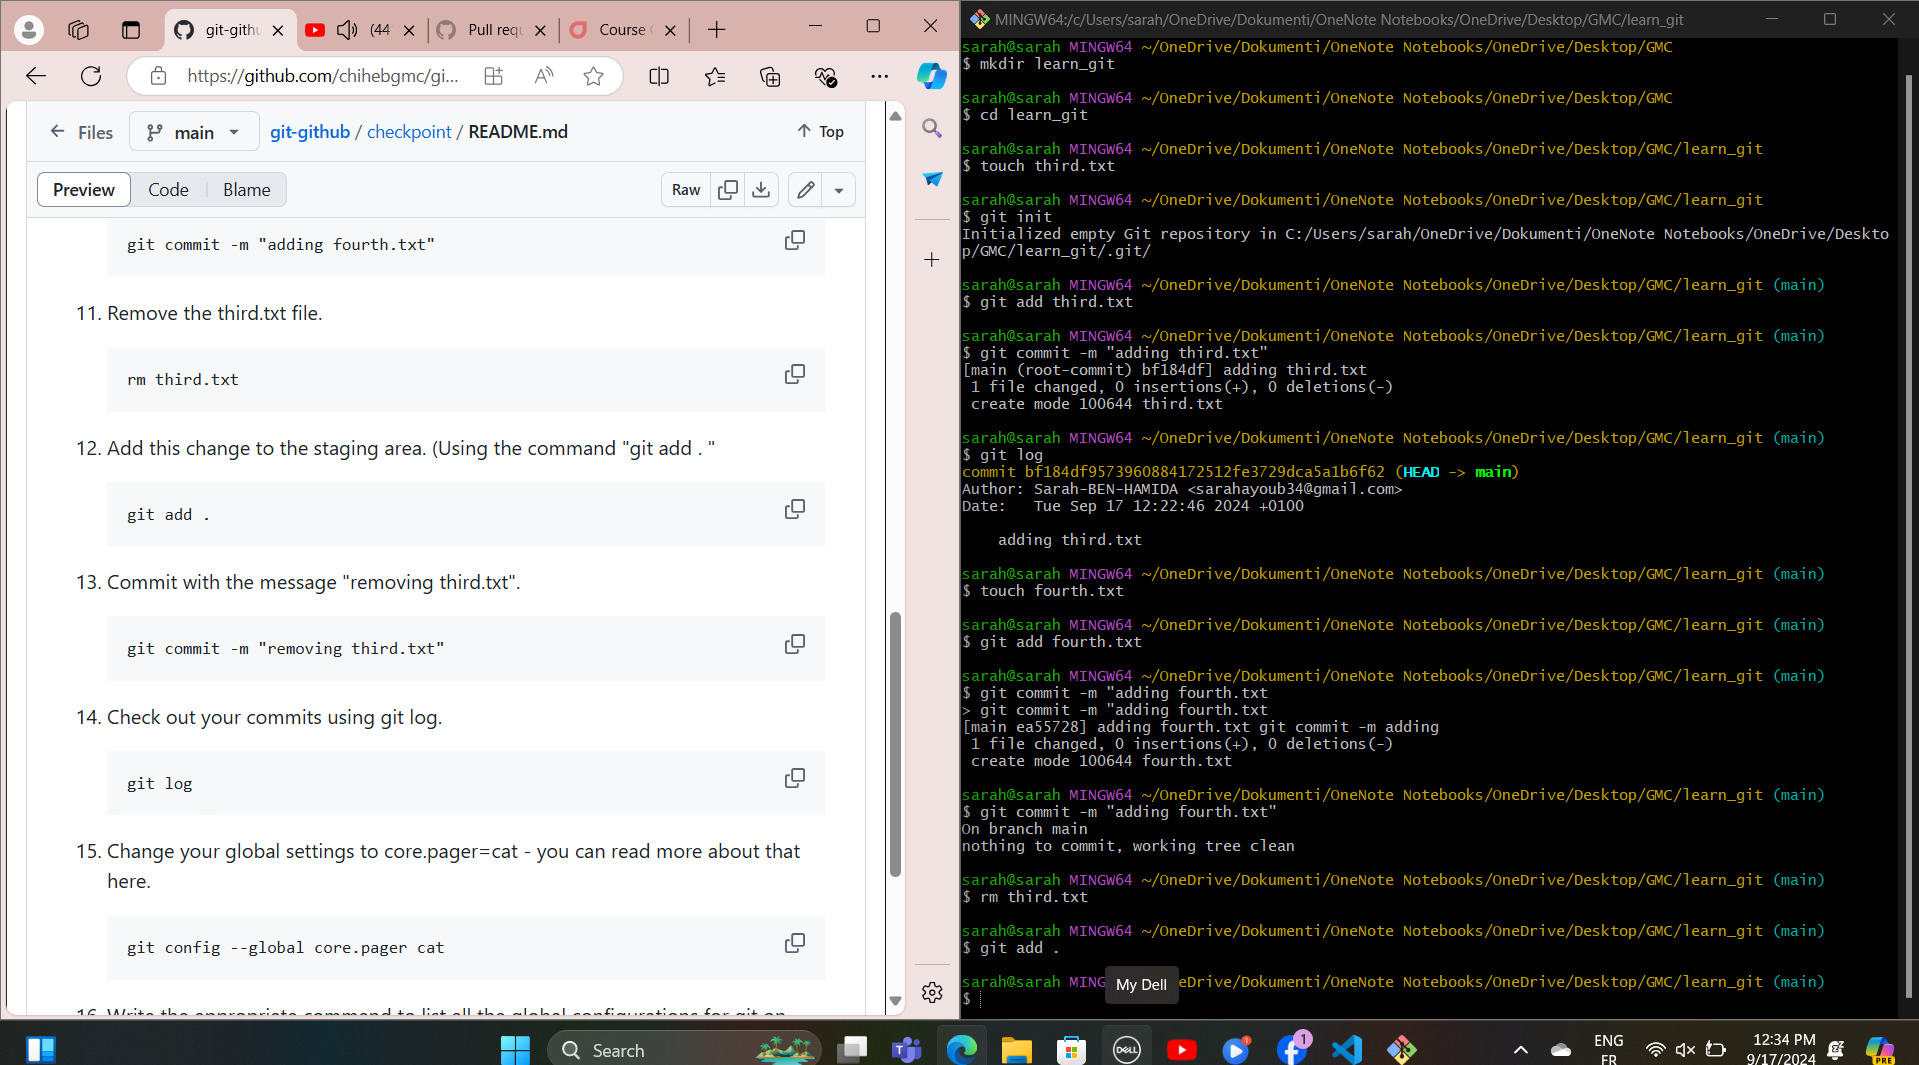 git-gith
(44
Pull req
Course
https://github.com/chihebgmc/gi...
Files
main
git-github / checkpoint / README.md
Top
Preview
Code
Blame
Raw
git commit -m "adding fourth.txt"
11. Remove the third.txt file.
rm third.txt
12. Add this change to the staging area. (Using the command "git add . "
git add .
13. Commit with the message "removing third.txt".
git commit -m "removing third.txt"
14. Check out your commits using git log.
git log
15. Change your global settings to core.pager=cat - you can read more about that
here.
git config --global core.pager cat
16. Write the appropriate command to list all the global configurations for git on
MINGW64:/c/Users/sarah/OneDrive/Dokumenti/OneNote Notebooks/OneDrive/Desktop/GMC/learn_git
sarah@sarah MINGW64 ~/OneDrive/Dokumenti/OneNote Notebooks/OneDrive/Desktop/GMC
$ mkdir learn_git
sarah@sarah MINGW64 ~/OneDrive/Dokumenti/OneNote Notebooks/OneDrive/Desktop/GMC
$ cd learn_git
sarah@sarah MINGW64 ~/OneDrive/Dokumenti/OneNote Notebooks/OneDrive/Desktop/GMC/learn_git
$ touch third.txt
sarah@sarah MINGW64 ~/OneDrive/Dokumenti/OneNote Notebooks/OneDrive/Desktop/GMC/learn_git
$ git init
Initialized empty Git repository in C:/Users/sarah/OneDrive/Dokumenti/OneNote Notebooks/OneDrive/Deskto
p/GMC/learn_git/.git/
sarah@sarah MINGW64 ~/OneDrive/Dokumenti/OneNote Notebooks/OneDrive/Desktop/GMC/learn_git (main)
$ git add third.txt
sarah@sarah MINGW64 ~/OneDrive/Dokumenti/OneNote Notebooks/OneDrive/Desktop/GMC/learn_git (main)
$ git commit -m "adding third.txt"
[main (root-commit) bf184df] adding third.txt
1 file changed, 0 insertions(+), 0 deletions(-)
create mode 100644 third.txt
sarah@sarah MINGW64 ~/OneDrive/Dokumenti/OneNote Notebooks/OneDrive/Desktop/GMC/learn_git (main)
$ git log
commit bf184df9573960884172512fe3729dca5a1b6f62 (HEAD -> main)
Author: Sarah-BEN-HAMIDA <sarahayoub34@gmail.com>
Date:   Tue Sep 17 12:22:46 2024 +0100
adding third.txt
sarah@sarah MINGW64 ~/OneDrive/Dokumenti/OneNote Notebooks/OneDrive/Desktop/GMC/learn_git (main)
$ touch fourth.txt
sarah@sarah MINGW64 ~/OneDrive/Dokumenti/OneNote Notebooks/OneDrive/Desktop/GMC/learn_git (main)
$ git add fourth.txt
sarah@sarah MINGW64 ~/OneDrive/Dokumenti/OneNote Notebooks/OneDrive/Desktop/GMC/learn_git (main)
$ git commit -m "adding fourth.txt
> git commit -m "adding fourth.txt
[main ea55728] adding fourth.txt git commit -m adding
1 file changed, 0 insertions(+), 0 deletions(-)
create mode 100644 fourth.txt
sarah@sarah MINGW64 ~/OneDrive/Dokumenti/OneNote Notebooks/OneDrive/Desktop/GMC/learn_git (main)
$ git commit -m "adding fourth.txt"
On branch main
nothing to commit, working tree clean
sarah@sarah MINGW64 ~/OneDrive/Dokumenti/OneNote Notebooks/OneDrive/Desktop/GMC/learn_git (main)
$ rm third.txt
sarah@sarah MINGW64 ~/OneDrive/Dokumenti/OneNote Notebooks/OneDrive/Desktop/GMC/learn_git (main)
$ git add .
sarah@sarah MING My Dell eDrive/Dokumenti/OneNote Notebooks/OneDrive/Desktop/GMC/learn_git (main)
$
Search
DELL
1
ENG
FR
12:34 PM
9/17/2024
PRE